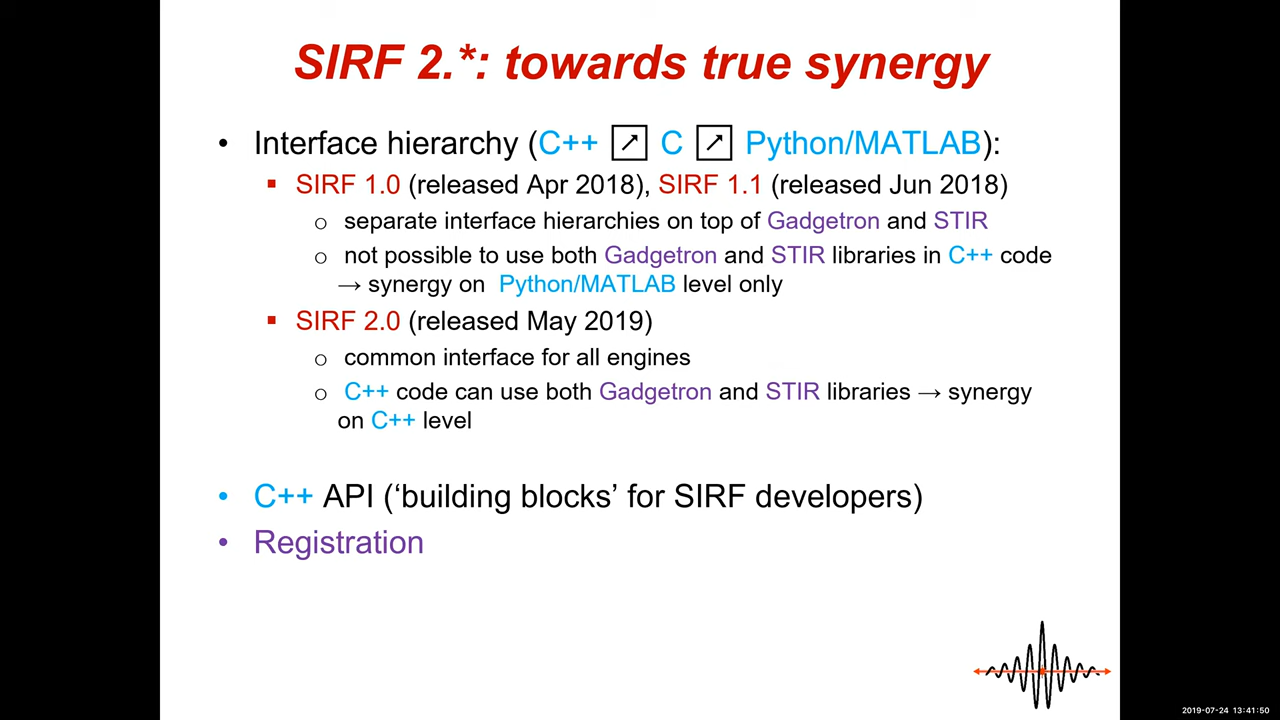 SIRF 2.*: towards true synergy
• Interface hierarchy (C++ ↗ C ↗ Python/MATLAB):
▪ SIRF 1.0 (released Apr 2018), SIRF 1.1 (released Jun 2018)
o separate interface hierarchies on top of Gadgetron and STIR
o not possible to use both Gadgetron and STIR libraries in C++ code
→ synergy on Python/MATLAB level only
▪ SIRF 2.0 (released May 2019)
o common interface for all engines
o C++ code can use both Gadgetron and STIR libraries → synergy
on C++ level
• C++ API (‘building blocks’ for SIRF developers)
• Registration
2019-07-24 13:41:50